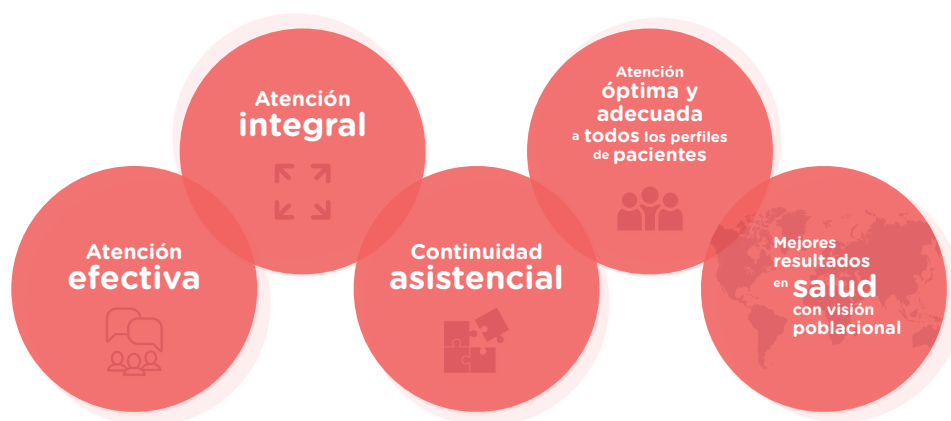 Atención
efectiva
Atención
integral
Continuidad
asistencial
Atención
óptima y
adecuada
a todos los perfiles
de pacientes
Mejores
resultados
en salud
con visión
poblacional